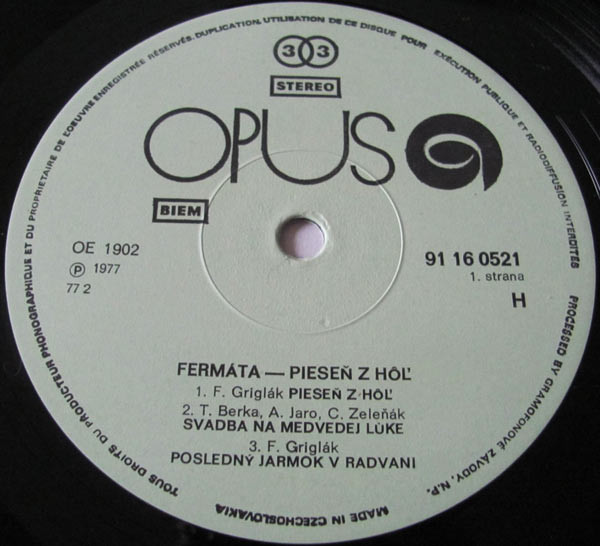 TOUS DROITS DU PRODUCTEUR PHONOGRAPHIQUE ET DU PROPRIETAIRE DE L'OEUVRE ENREGISTRÉE RÉSERVÉS. DUPLICATION, UTILISATION DE CE DISQUE POUR EXÉCUTION PUBLIQUE ET RADIODIFFUSION INTERDITES
PROCESSED BY GRAMOFONOVÉ ZÁVODY, N.P.
MADE IN CZECHOSLOVAKIA
33
STEREO
OPUS
BIEM
OE 1902
Ⓟ 1977
77 2
91 16 0521
1. strana
H
FERMÁTA — PIESEŇ Z HÔĽ
1. F. Griglák PIESEŇ Z HÔĽ
2. T. Berka, A. Jaro, C. Zeleňák
SVADBA NA MEDVEDEJ LÚKE
3. F. Griglák
POSLEDNÝ JARMOK V RADVANI